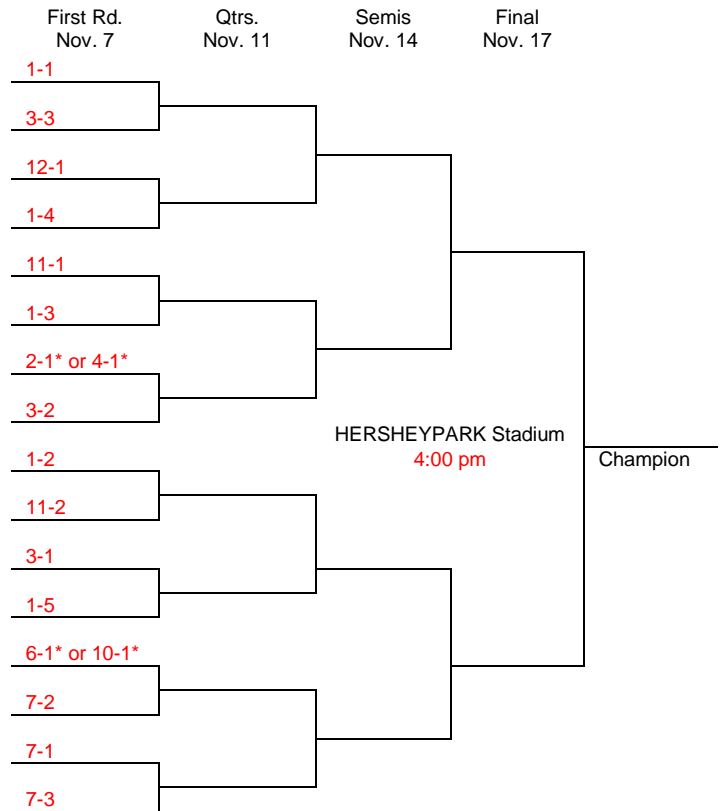 First Rd. Qtrs. Semis Final
Nov. 7 Nov. 11 Nov. 14 Nov. 17
1-1
3-3
12-1
1-4
11-1
1-3
2-1* or 4-1*
3-2
HERSHEYPARK Stadium
4:00 pm
Champion
1-2
11-2
3-1
1-5
6-1* or 10-1*
7-2
7-1
7-3